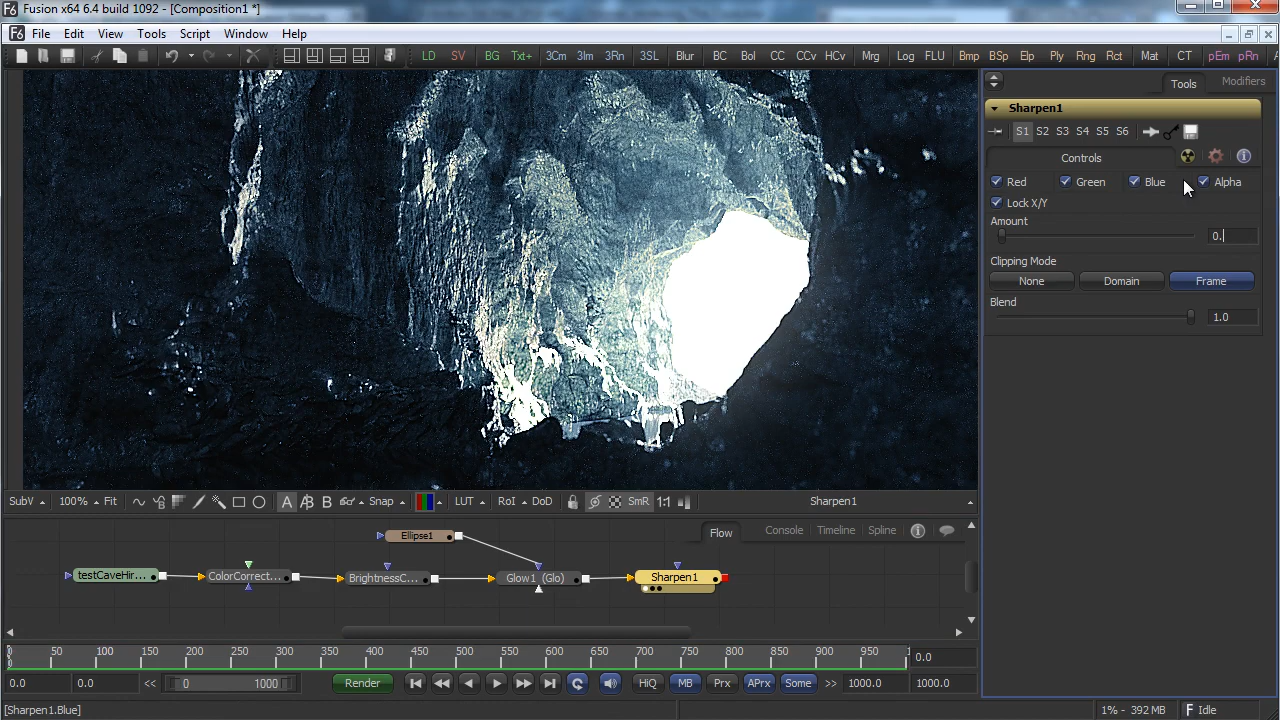 Fusion x64 6.4 build 1092 - [Composition1 *]
File Edit View Tools Script Window Help
LD SV BG Txt+ 3Cm 3Im 3Rn 3SL Blur BC Bol CC CCv HCv Mrg Log FLU Bmp BSp Elp Ply Rng Rct Mat CT pEm pRn
Tools Modifiers
Sharpen1
S1 S2 S3 S4 S5 S6
Controls
Red Green Blue Alpha
Lock X/Y
Amount
0.
Clipping Mode
None Domain Frame
Blend
1.0
SubV 100% Fit A B B Snap LUT RoI DoD SmR 1:1 Sharpen1
Flow Console Timeline Spline
Ellipse1
testCaveHir... ColorCorrect... BrightnessC... Glow1 (Glo) Sharpen1
0 50 100 150 200 250 300 350 400 450 500 550 600 650 700 750 800 850 900 950 1 0.0
0.0 0.0 << 0 1000 Render HiQ MB Prx APrx Some >> 1000.0 1000.0
[Sharpen1.Blue] 1% - 392 MB Idle